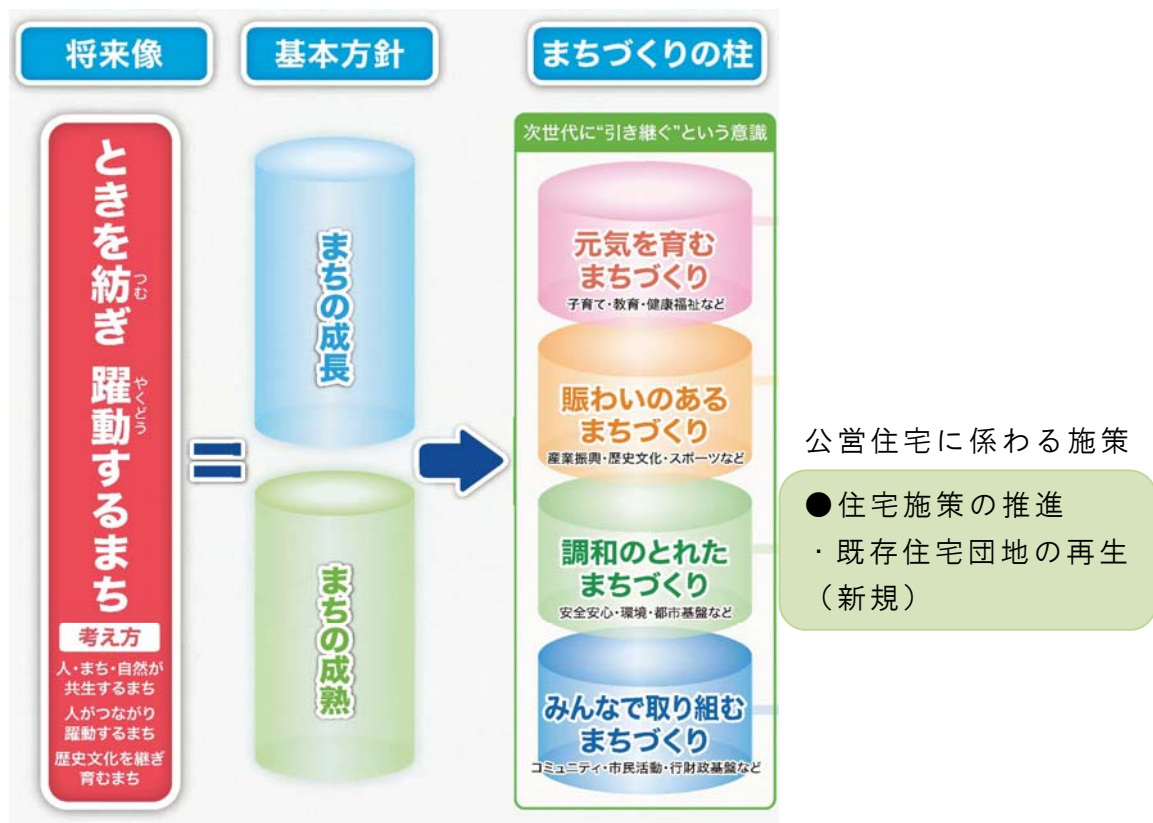 将来像
ときを紡ぎ 躍動するまち
つむ
やくどう
考え方
人・まち・自然が
共生するまち
人がつながり
躍動するまち
歴史文化を継ぎ
育むまち
基本方針
まちの成長
まちの成熟
まちづくりの柱
次世代に“引き継ぐ”という意識
元気を育む
まちづくり
子育て・教育・健康福祉など
賑わいのある
まちづくり
産業振興・歴史文化・スポーツなど
調和のとれた
まちづくり
安全安心・環境・都市基盤など
みんなで取り組む
まちづくり
コミュニティ・市民活動・行財政基盤など
公営住宅に係わる施策
●住宅施策の推進
・既存住宅団地の再生
（新規）